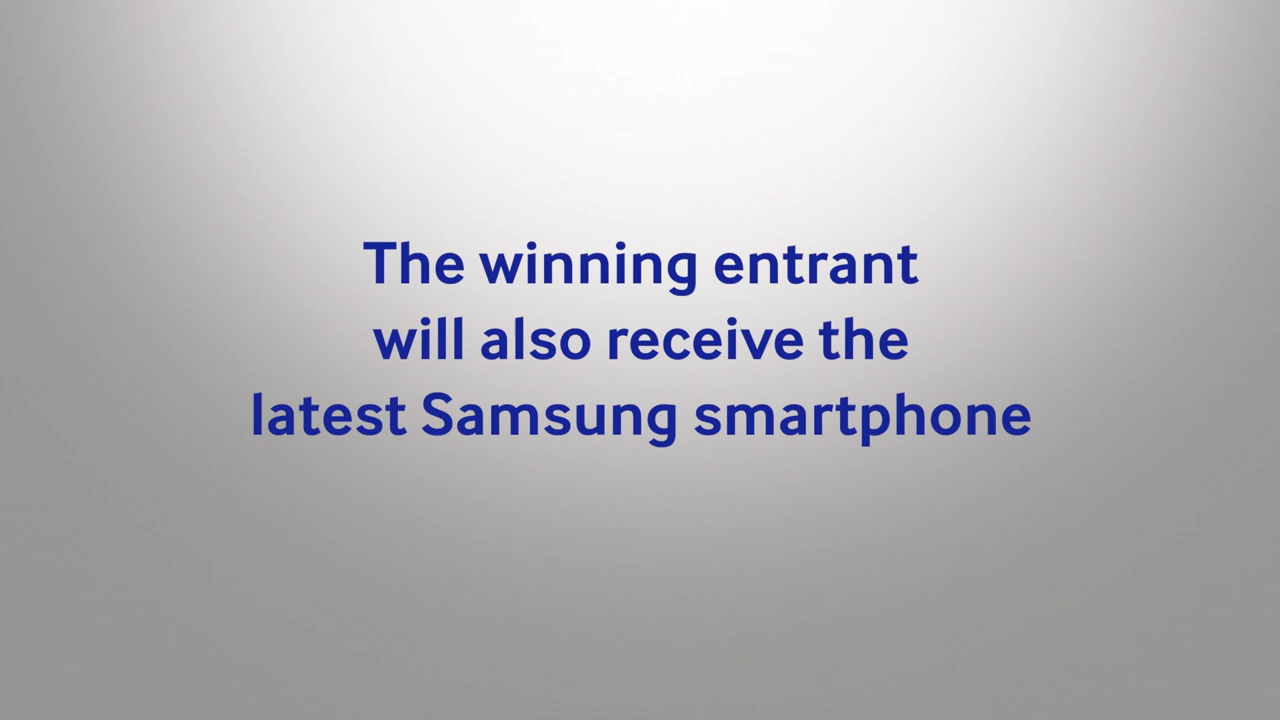 The winning entrant
will also receive the
latest Samsung smartphone